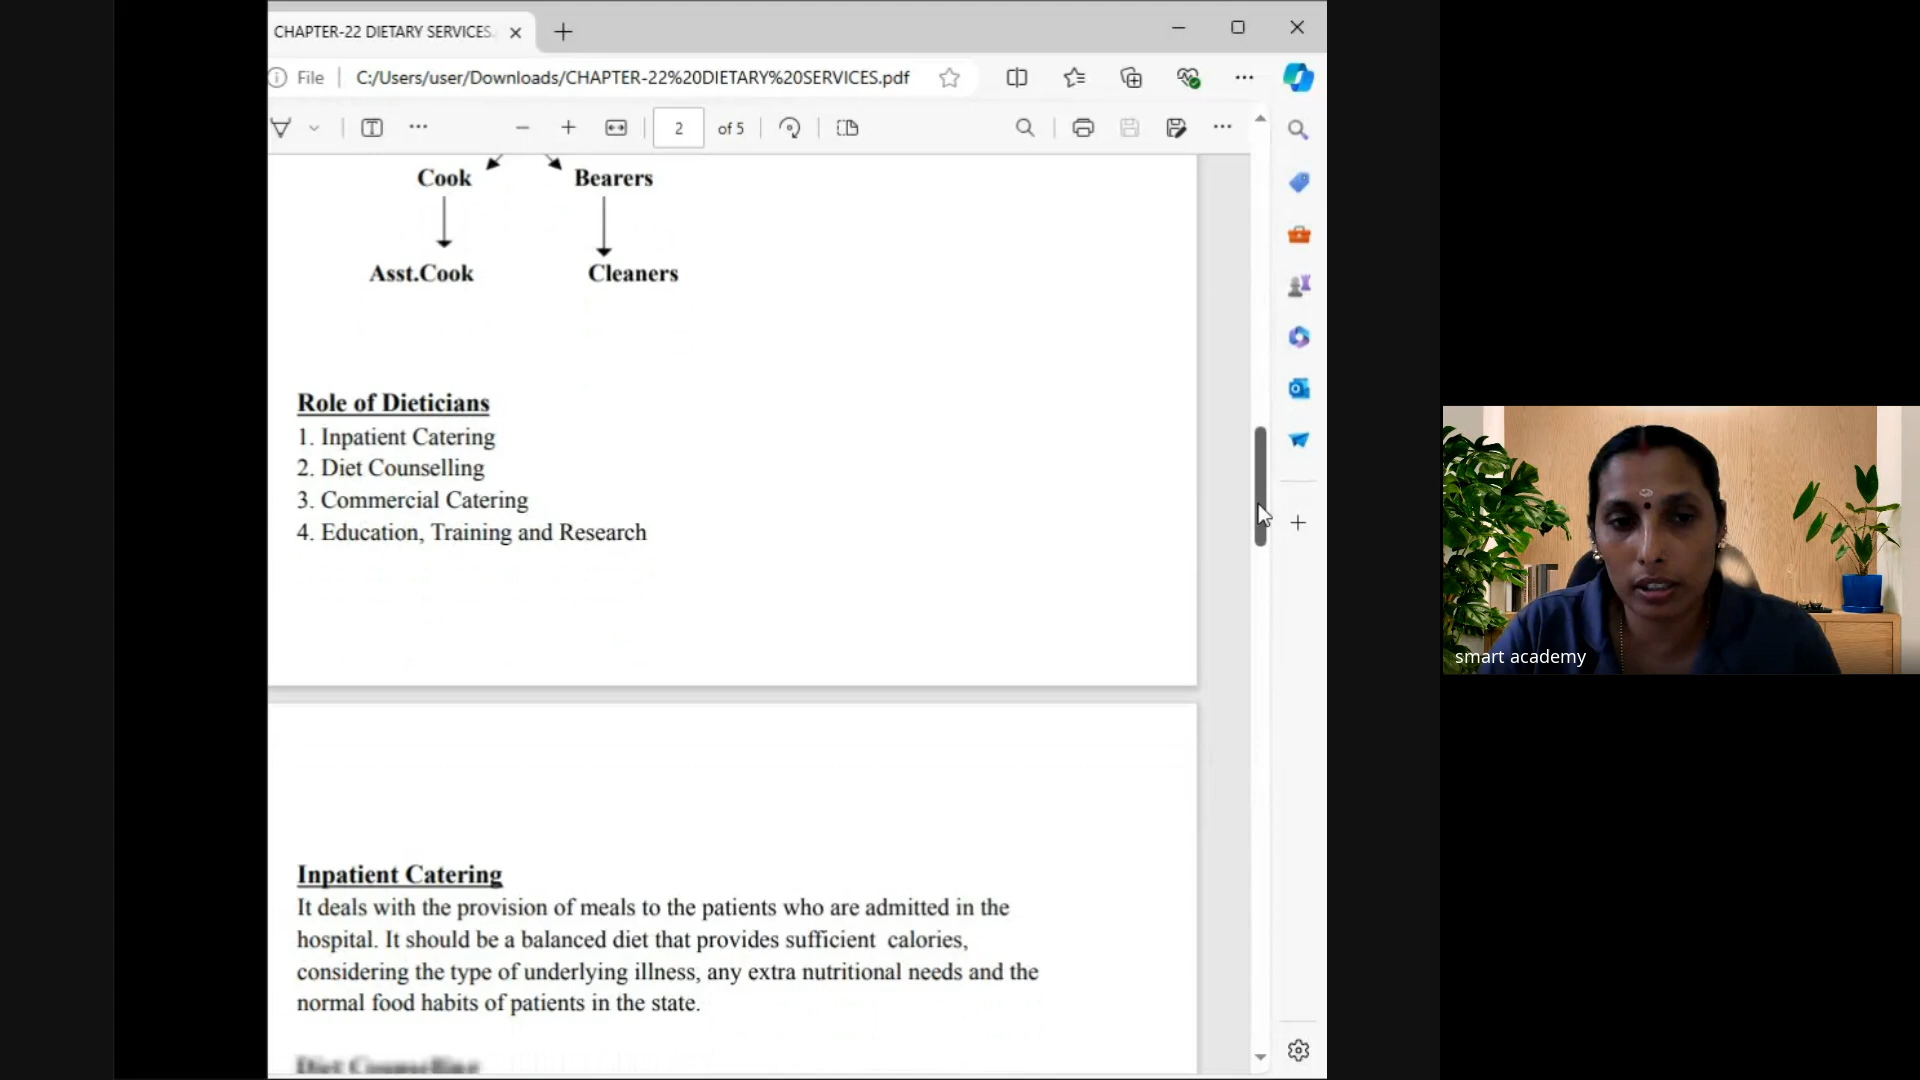 CHAPTER-22 DIETARY SERVICES.
File
C:/Users/user/Downloads/CHAPTER-22%20DIETARY%20SERVICES.pdf
2 of 5
Cook Bearers
Asst.Cook Cleaners
Role of Dieticians
1. Inpatient Catering
2. Diet Counselling
3. Commercial Catering
4. Education, Training and Research
Inpatient Catering
It deals with the provision of meals to the patients who are admitted in the
hospital. It should be a balanced diet that provides sufficient calories,
considering the type of underlying illness, any extra nutritional needs and the
normal food habits of patients in the state.
Diet Counselling
smart academy